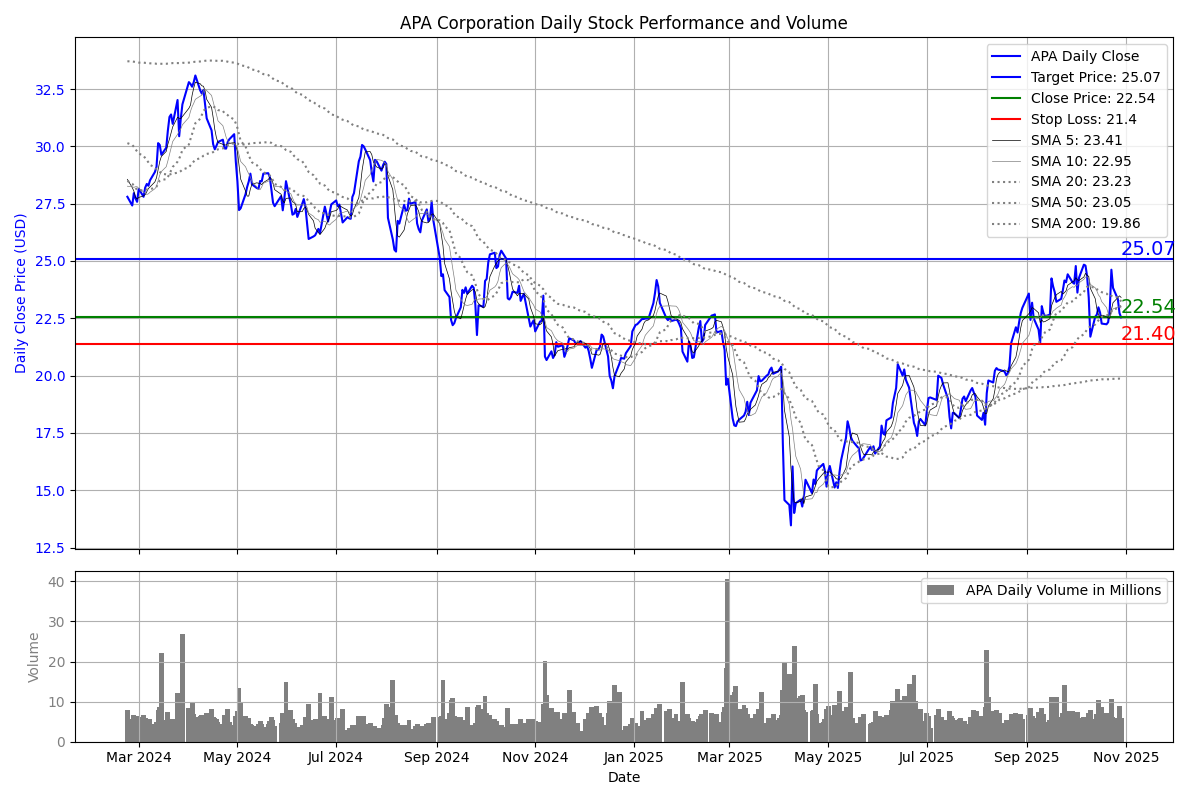 APA Corporation Daily Stock Performance and Volume
Daily Close Price (USD)
32.5
30.0
27.5
25.0
22.5
20.0
17.5
15.0
12.5
APA Daily Close
Target Price: 25.07
Close Price: 22.54
Stop Loss: 21.4
SMA 5: 23.41
SMA 10: 22.95
SMA 20: 23.23
SMA 50: 23.05
SMA 200: 19.86
25.07
22.54
21.40
Volume
40
30
20
10
0
APA Daily Volume in Millions
Mar 2024 May 2024 Jul 2024 Sep 2024 Nov 2024 Jan 2025 Mar 2025 May 2025 Jul 2025 Sep 2025 Nov 2025
Date